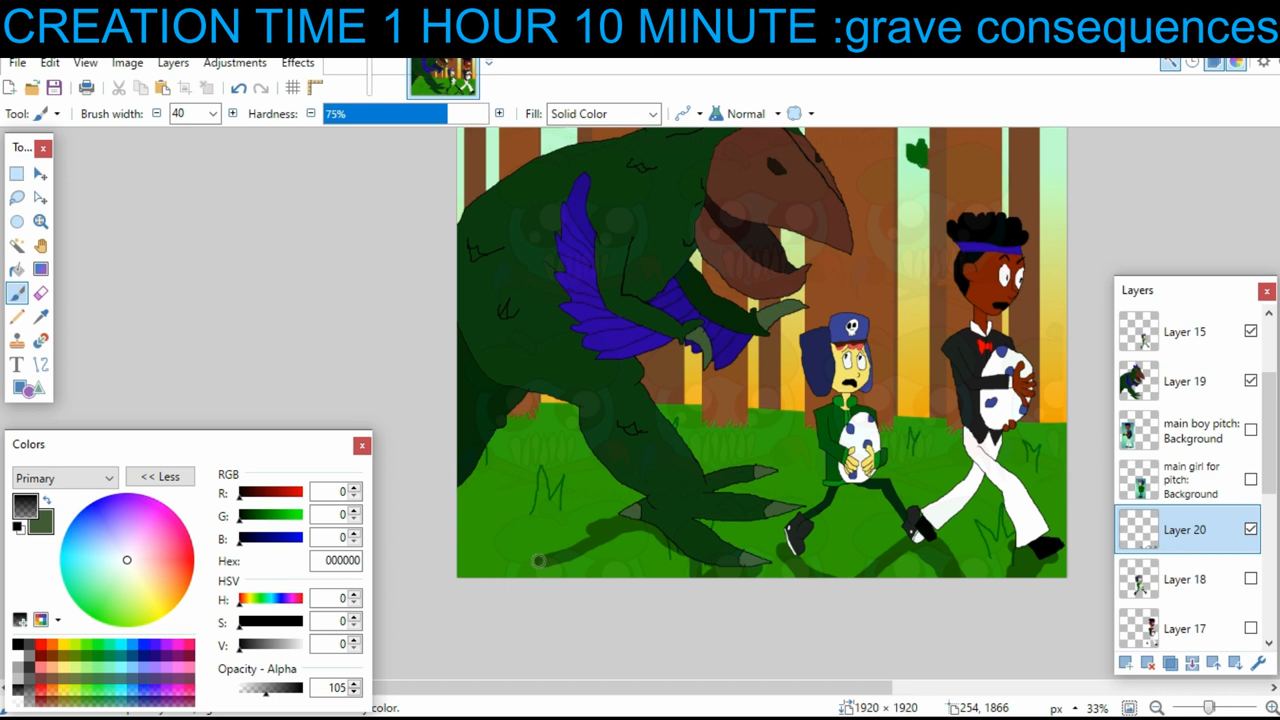 CREATION TIME 1 HOUR 10 MINUTE :grave consequences
File Edit View Image Layers Adjustments Effects
Tool: Brush width: 40 Hardness: 75% Fill: Solid Color Normal
To...
Layers
Layer 15
Layer 19
main boy pitch:
Background
main girl for
pitch:
Background
Layer 20
Layer 18
Layer 17
Colors
Primary << Less
RGB
R: 0
G: 0
B: 0
Hex: 000000
HSV
H: 0
S: 0
V: 0
Opacity - Alpha
105
color. 1920 × 1920 254, 1866 px 33%